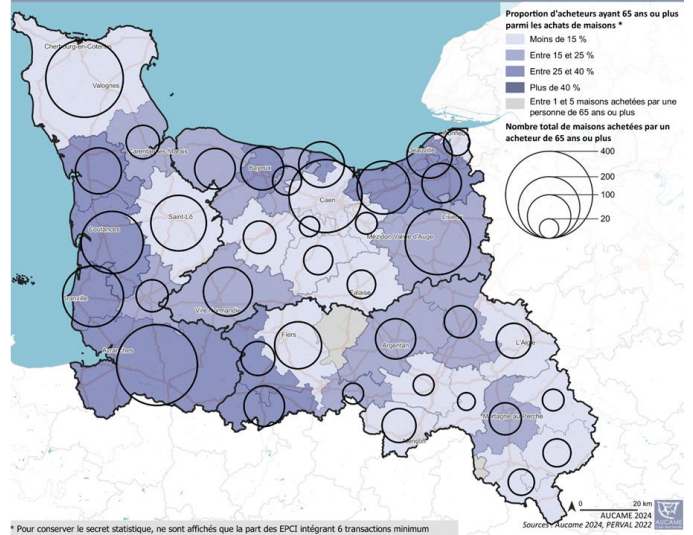 Proportion d'acheteurs ayant 65 ans ou plus
parmi les achats de maisons *
Moins de 15 %
Entre 15 et 25 %
Entre 25 et 40 %
Plus de 40 %
Entre 1 et 5 maisons achetées par une
personne de 65 ans ou plus
Nombre total de maisons achetées par un
acheteur de 65 ans ou plus
400
200
100
20
Cherbourg-en-Cotentin
Valognes
Carentan-les-Marais
Bayeux
Deauville
Caen
Lisieux
Saint-Lô
Coutances
Mézidon Vallée d'Auge
Granville
Vire Normandie
Falaise
Flers
Argentan
L'Aigle
Avranches
Mortagne-au-Perche
Alençon
0 20 km
AUCAME 2024
Sources : Aucame 2024, PERVAL 2022
AUCAME
* Pour conserver le secret statistique, ne sont affichés que la part des EPCI intégrant 6 transactions minimum